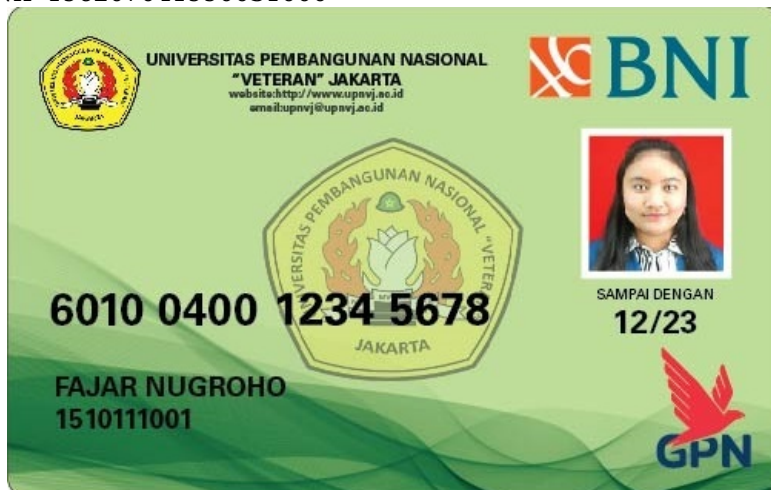 UNIVERSITAS PEMBANGUNAN NASIONAL
"VETERAN" JAKARTA
website:http://www.upnvj.ac.id
email:upnvj@upnvj.ac.id
BNI
UNIVERSITAS PEMBANGUNAN NASIONAL "VETERAN"
JAKARTA
6010 0400 1234 5678
SAMPAI DENGAN
12/23
FAJAR NUGROHO
1510111001
GPN